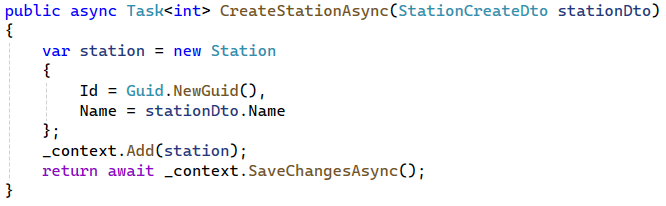 public async Task<int> CreateStationAsync(StationCreateDto stationDto)
{
    var station = new Station
    {
        Id = Guid.NewGuid(),
        Name = stationDto.Name
    };
    _context.Add(station);
    return await _context.SaveChangesAsync();
}